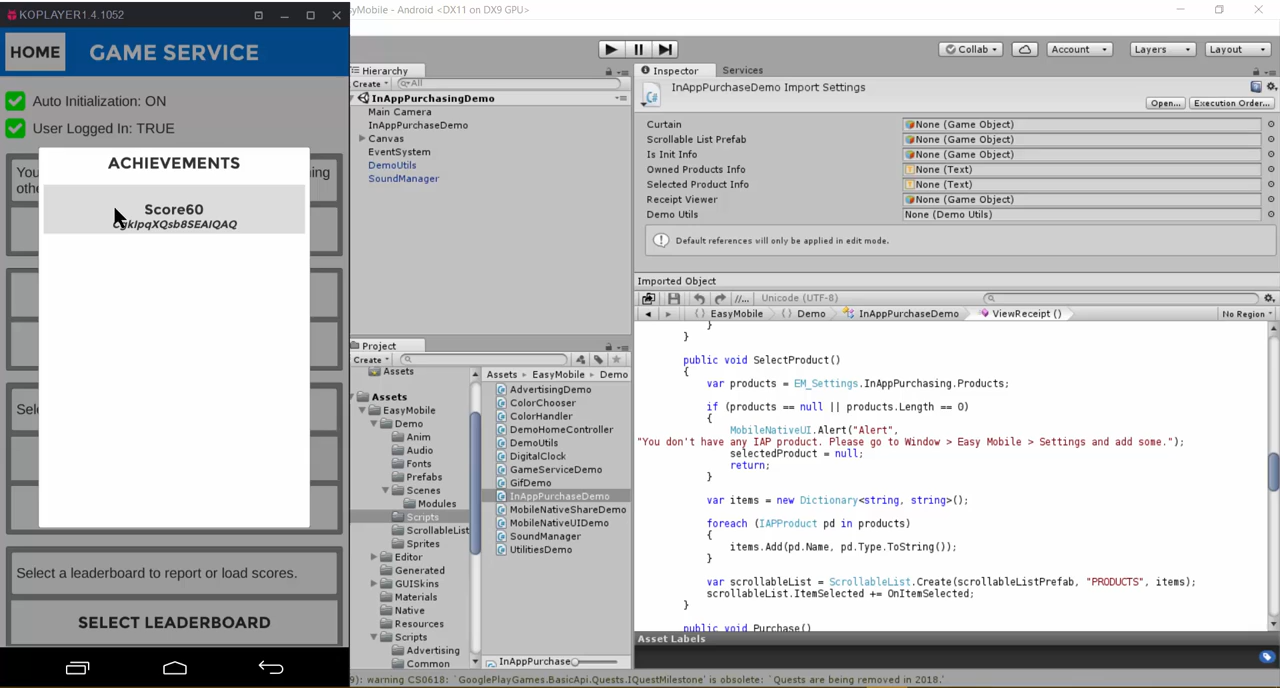 KOPLAYER1.4.1052
HOME
GAME SERVICE
Auto Initialization: ON
User Logged In: TRUE
ACHIEVEMENTS
Score60
Select a leaderboard to report or load scores.
SELECT LEADERBOARD
syMobile - Android <DX11 on DX9 GPU>
Collab
Account
Layers
Layout
Hierarchy
Create
All
InAppPurchasingDemo
Main Camera
InAppPurchaseDemo
Canvas
EventSystem
DemoUtils
SoundManager
Project
Create
Assets
Assets
EasyMobile
Demo
Anim
Audio
Fonts
Prefabs
Scenes
Modules
Scripts
ScrollableList
Sprites
Editor
Generated
GUISkins
Materials
Native
Resources
Scripts
Advertising
Common
Assets EasyMobile Demo
AdvertisingDemo
ColorChooser
ColorHandler
DemoHomeController
DemoUtils
DigitalClock
GameServiceDemo
GifDemo
InAppPurchaseDemo
MobileNativeShareDemo
MobileNativeUIDemo
SoundManager
UtilitiesDemo
InAppPurchase
Inspector Services
InAppPurchaseDemo Import Settings
Open... Execution Order...
Curtain None (Game Object)
Scrollable List Prefab None (Game Object)
Is Init Info None (Game Object)
Owned Products Info None (Text)
Selected Product Info None (Text)
Receipt Viewer None (Game Object)
Demo Utils None (Demo Utils)
Default references will only be applied in edit mode.
Imported Object
//... Unicode (UTF-8)
{} EasyMobile {} Demo InAppPurchaseDemo ViewReceipt () No Region
}
}
public void SelectProduct()
{
var products = EM_Settings.InAppPurchasing.Products;
if (products == null || products.Length == 0)
{
MobileNativeUI.Alert("Alert",
"You don't have any IAP product. Please go to Window > Easy Mobile > Settings and add some.");
selectedProduct = null;
return;
}
var items = new Dictionary<string, string>();
foreach (IAPProduct pd in products)
{
items.Add(pd.Name, pd.Type.ToString());
}
var scrollableList = ScrollableList.Create(scrollableListPrefab, "PRODUCTS", items);
scrollableList.ItemSelected += OnItemSelected;
}
public void Purchase()
Asset Labels
9): warning CS0618: `GooglePlayGames.BasicApi.Quests.IQuestMilestone' is obsolete: `Quests are being removed in 2018.'